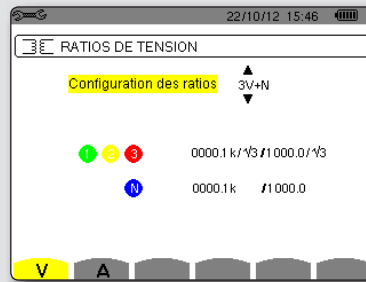 22/10/12 15:46
RATIOS DE TENSION
Configuration des ratios 3V+N
1 2 3 0000.1 k/√3 /1000.0/√3
N 0000.1k /1000.0
V A